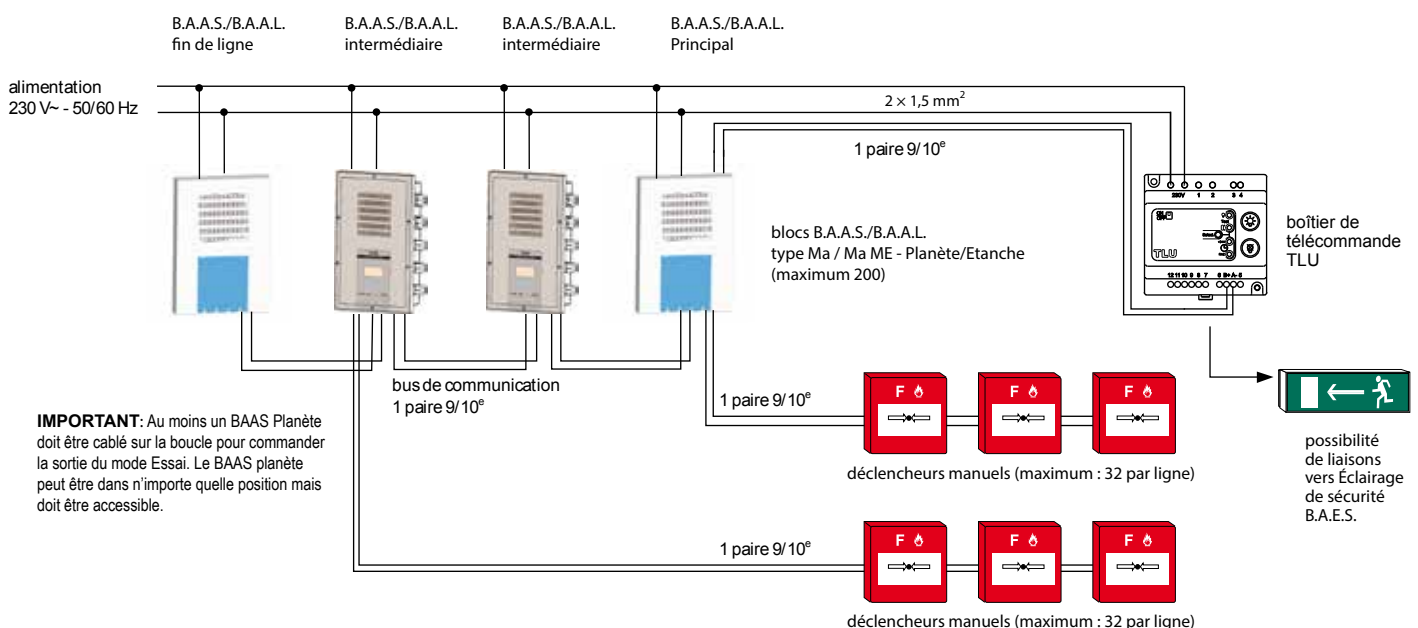 B.A.A.S./B.A.A.L.
fin de ligne
B.A.A.S./B.A.A.L.
intermédiaire
B.A.A.S./B.A.A.L.
intermédiaire
B.A.A.S./B.A.A.L.
Principal
alimentation
230 V~ - 50/60 Hz
2 × 1,5 mm²
1 paire 9/10ᵉ
230V 1 2 3 4
TLU
12 11 10 9 8 7 6 B+ A- 5
boîtier de
télécommande
TLU
blocs B.A.A.S./B.A.A.L.
type Ma / Ma ME - Planète/Etanche
(maximum 200)
bus de communication
1 paire 9/10ᵉ
IMPORTANT: Au moins un BAAS Planète
doit être cablé sur la boucle pour commander
la sortie du mode Essai. Le BAAS planète
peut être dans n'importe quelle position mais
doit être accessible.
1 paire 9/10ᵉ
F
F
F
déclencheurs manuels (maximum : 32 par ligne)
possibilité
de liaisons
vers Éclairage
de sécurité
B.A.E.S.
1 paire 9/10ᵉ
F
F
F
déclencheurs manuels (maximum : 32 par ligne)